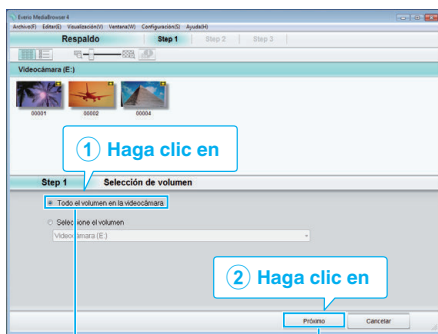 Everio MediaBrowser 4
Archivo(F) Editar(E) Visualización(V) Ventana(W) Configuración(S) Ayuda(H)
Respaldo Step 1 Step 2 Step 3
Videocámara (E:)
00001 00002 00004
1 Haga clic en
Step 1 Selección de volumen
Todo el volumen en la videocámara
Seleccione el volumen
Videocámara (E:)
2 Haga clic en
Próximo Cancelar